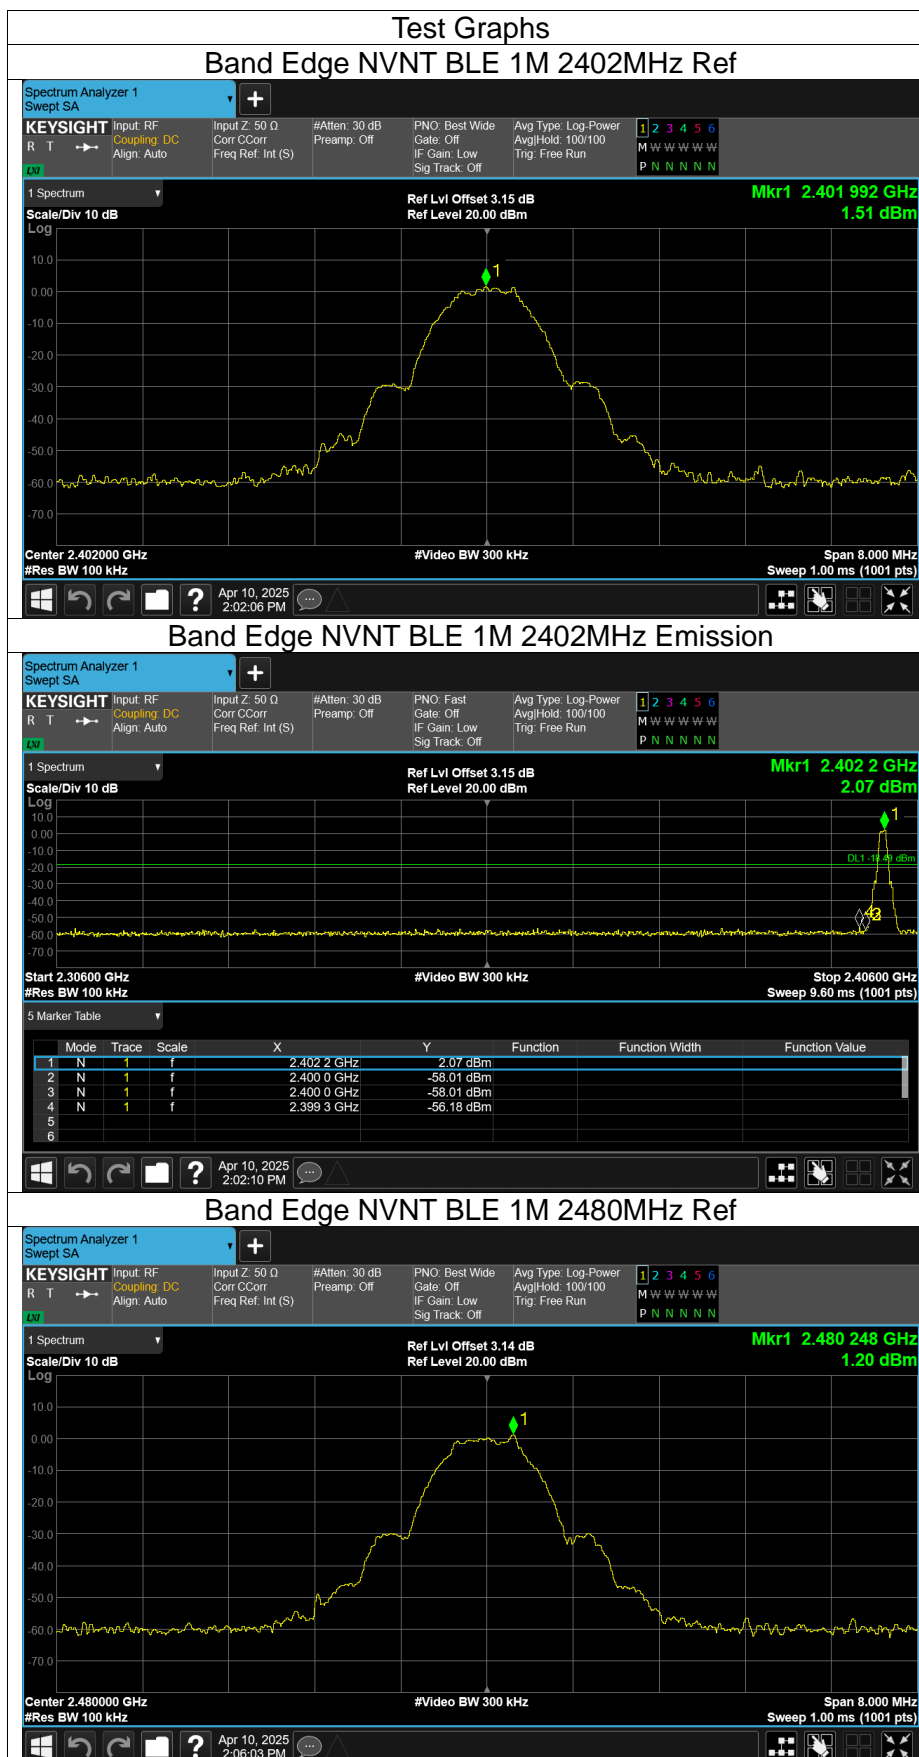 Test Graphs
Band Edge NVNT BLE 1M 2402MHz Ref
Spectrum Analyzer 1
Swept SA
KEYSIGHT Input: RF Input Z: 50 Ω #Atten: 30 dB PNO: Best Wide Avg Type: Log-Power 1 2 3 4 5 6
R T Coupling: DC Corr CCorr Preamp: Off Gate: Off Avg|Hold: 100/100 M W W W W W
Align: Auto Freq Ref: Int (S) IF Gain: Low Trig: Free Run
LXI Sig Track: Off P N N N N N
1 Spectrum Ref Lvl Offset 3.15 dB Mkr1 2.401 992 GHz
Scale/Div 10 dB Ref Level 20.00 dBm 1.51 dBm
Log
1
10.0
0.00
-10.0
-20.0
-30.0
-40.0
-50.0
-60.0
-70.0
Center 2.402000 GHz #Video BW 300 kHz Span 8.000 MHz
#Res BW 100 kHz Sweep 1.00 ms (1001 pts)
? Apr 10, 2025
2:02:06 PM
Band Edge NVNT BLE 1M 2402MHz Emission
Spectrum Analyzer 1
Swept SA
KEYSIGHT Input: RF Input Z: 50 Ω #Atten: 30 dB PNO: Fast Avg Type: Log-Power 1 2 3 4 5 6
R T Coupling: DC Corr CCorr Preamp: Off Gate: Off Avg|Hold: 100/100 M W W W W W
Align: Auto Freq Ref: Int (S) IF Gain: Low Trig: Free Run
LXI Sig Track: Off P N N N N N
1 Spectrum Ref Lvl Offset 3.15 dB Mkr1 2.402 2 GHz
Scale/Div 10 dB Ref Level 20.00 dBm 2.07 dBm
Log
10.0 1
0.00
-10.0 DL1 -18.49 dBm
-20.0
-30.0
-40.0
-50.0 4
-60.0
-70.0
Start 2.30600 GHz #Video BW 300 kHz Stop 2.40600 GHz
#Res BW 100 kHz Sweep 9.60 ms (1001 pts)
5 Marker Table
Mode Trace Scale X Y Function Function Width Function Value
1 N 1 f 2.402 2 GHz 2.07 dBm
2 N 1 f 2.400 0 GHz -58.01 dBm
3 N 1 f 2.400 0 GHz -58.01 dBm
4 N 1 f 2.399 3 GHz -56.18 dBm
5
6
? Apr 10, 2025
2:02:10 PM
Band Edge NVNT BLE 1M 2480MHz Ref
Spectrum Analyzer 1
Swept SA
KEYSIGHT Input: RF Input Z: 50 Ω #Atten: 30 dB PNO: Best Wide Avg Type: Log-Power 1 2 3 4 5 6
R T Coupling: DC Corr CCorr Preamp: Off Gate: Off Avg|Hold: 100/100 M W W W W W
Align: Auto Freq Ref: Int (S) IF Gain: Low Trig: Free Run
LXI Sig Track: Off P N N N N N
1 Spectrum Ref Lvl Offset 3.14 dB Mkr1 2.480 248 GHz
Scale/Div 10 dB Ref Level 20.00 dBm 1.20 dBm
Log
10.0 1
0.00
-10.0
-20.0
-30.0
-40.0
-50.0
-60.0
-70.0
Center 2.480000 GHz #Video BW 300 kHz Span 8.000 MHz
#Res BW 100 kHz Sweep 1.00 ms (1001 pts)
? Apr 10, 2025
2:06:03 PM